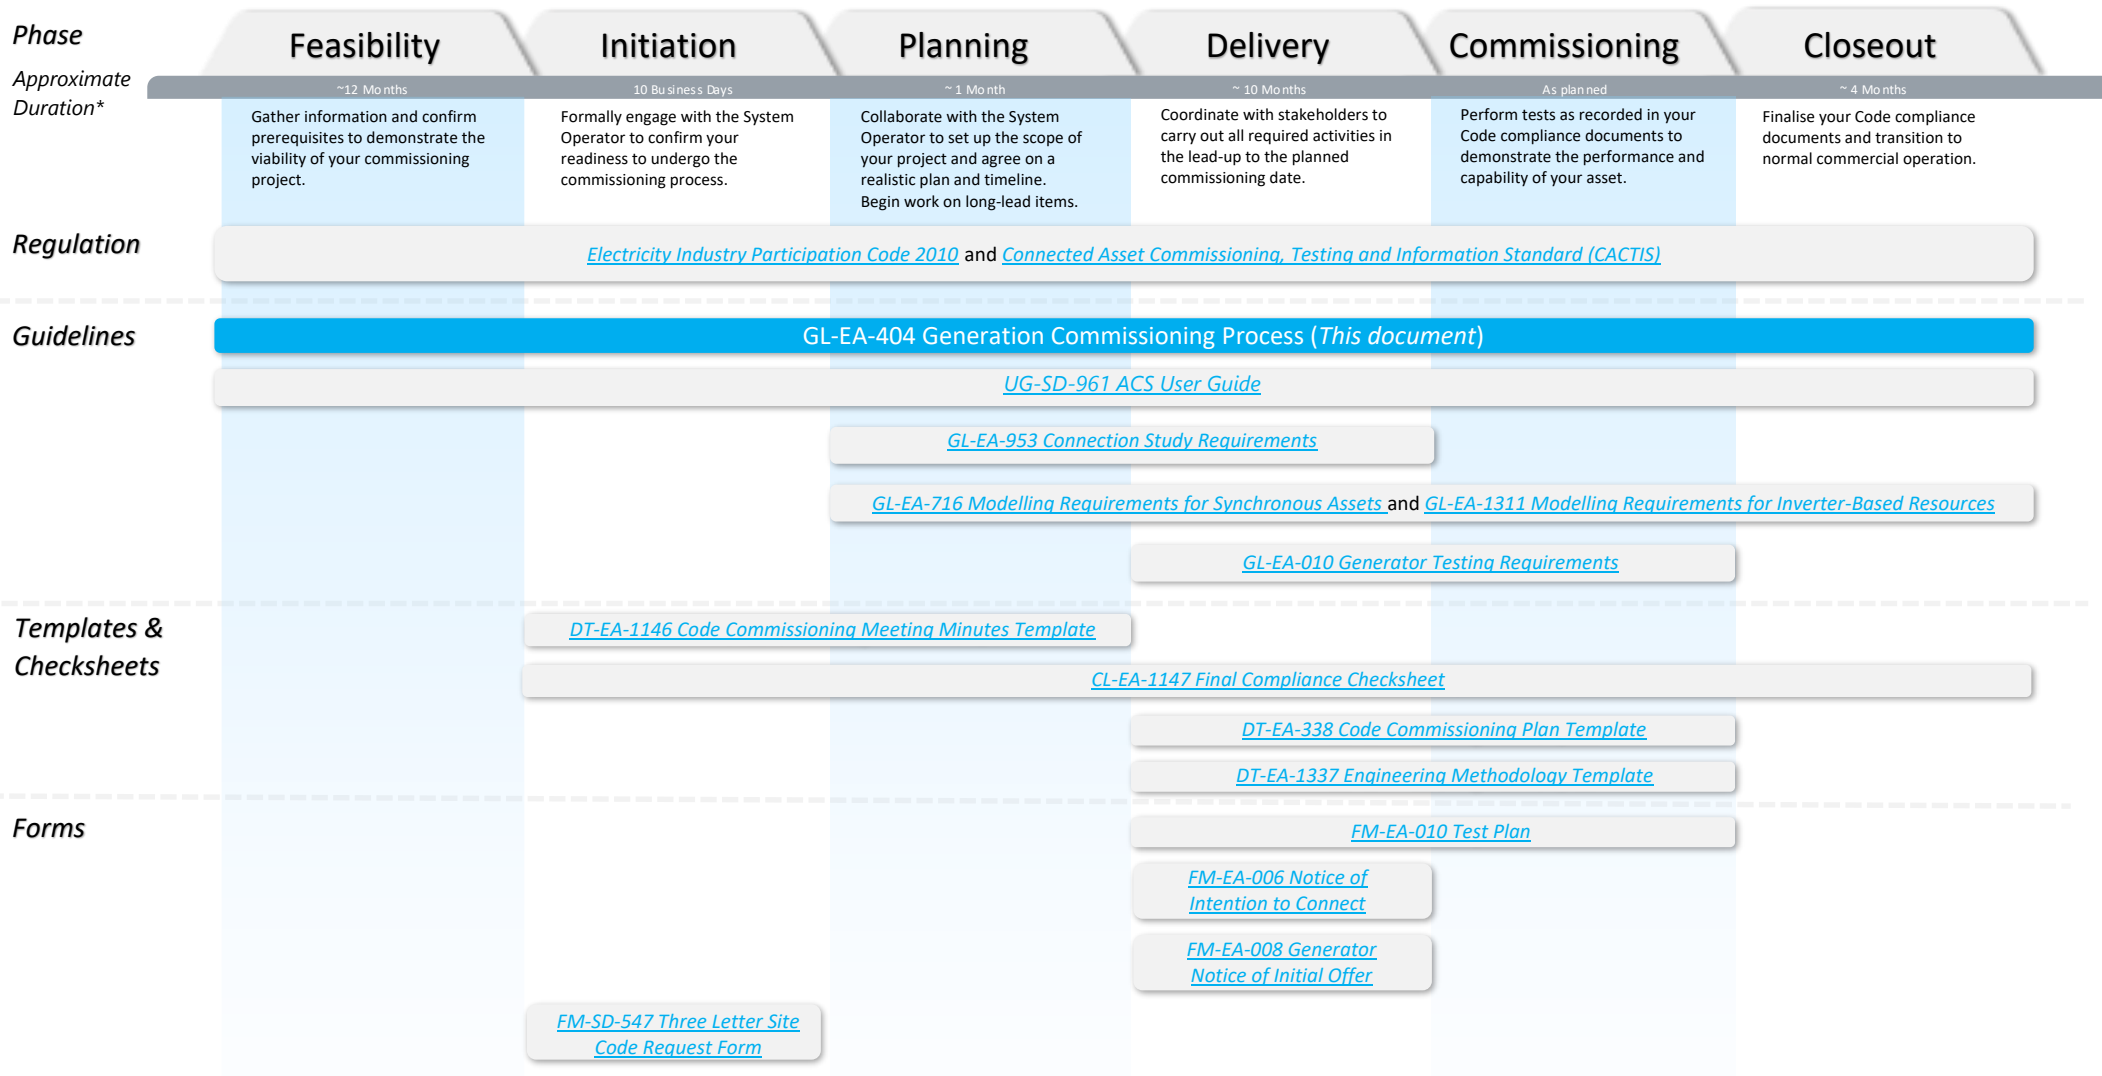 Phase
Feasibility
Initiation
Planning
Delivery
Commissioning
Closeout
Approximate
Duration*
~12 Months
10 Business Days
~ 1 Month
~ 10 Months
As planned
~ 4 Months
Gather information and confirm
prerequisites to demonstrate the
viability of your commissioning
project.
Formally engage with the System
Operator to confirm your
readiness to undergo the
commissioning process.
Collaborate with the System
Operator to set up the scope of
your project and agree on a
realistic plan and timeline.
Begin work on long-lead items.
Coordinate with stakeholders to
carry out all required activities in
the lead-up to the planned
commissioning date.
Perform tests as recorded in your
Code compliance documents to
demonstrate the performance and
capability of your asset.
Finalise your Code compliance
documents and transition to
normal commercial operation.
Regulation
Electricity Industry Participation Code 2010 and Connected Asset Commissioning, Testing and Information Standard (CACTIS)
Guidelines
GL-EA-404 Generation Commissioning Process (This document)
UG-SD-961 ACS User Guide
GL-EA-953 Connection Study Requirements
GL-EA-716 Modelling Requirements for Synchronous Assets and GL-EA-1311 Modelling Requirements for Inverter-Based Resources
GL-EA-010 Generator Testing Requirements
Templates &
Checksheets
DT-EA-1146 Code Commissioning Meeting Minutes Template
CL-EA-1147 Final Compliance Checksheet
DT-EA-338 Code Commissioning Plan Template
DT-EA-1337 Engineering Methodology Template
Forms
FM-EA-010 Test Plan
FM-EA-006 Notice of
Intention to Connect
FM-EA-008 Generator
Notice of Initial Offer
FM-SD-547 Three Letter Site
Code Request Form